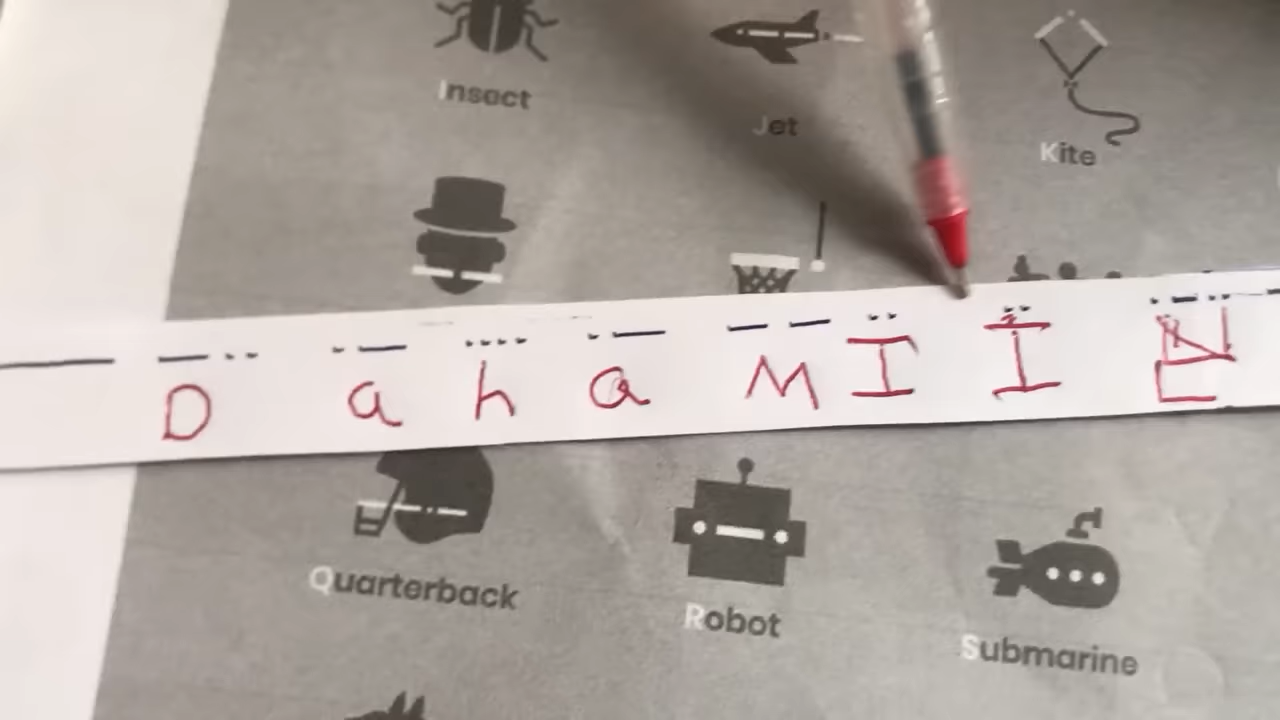 Insect
Jet
Kite
D a h a M I I
Quarterback
Robot
Submarine